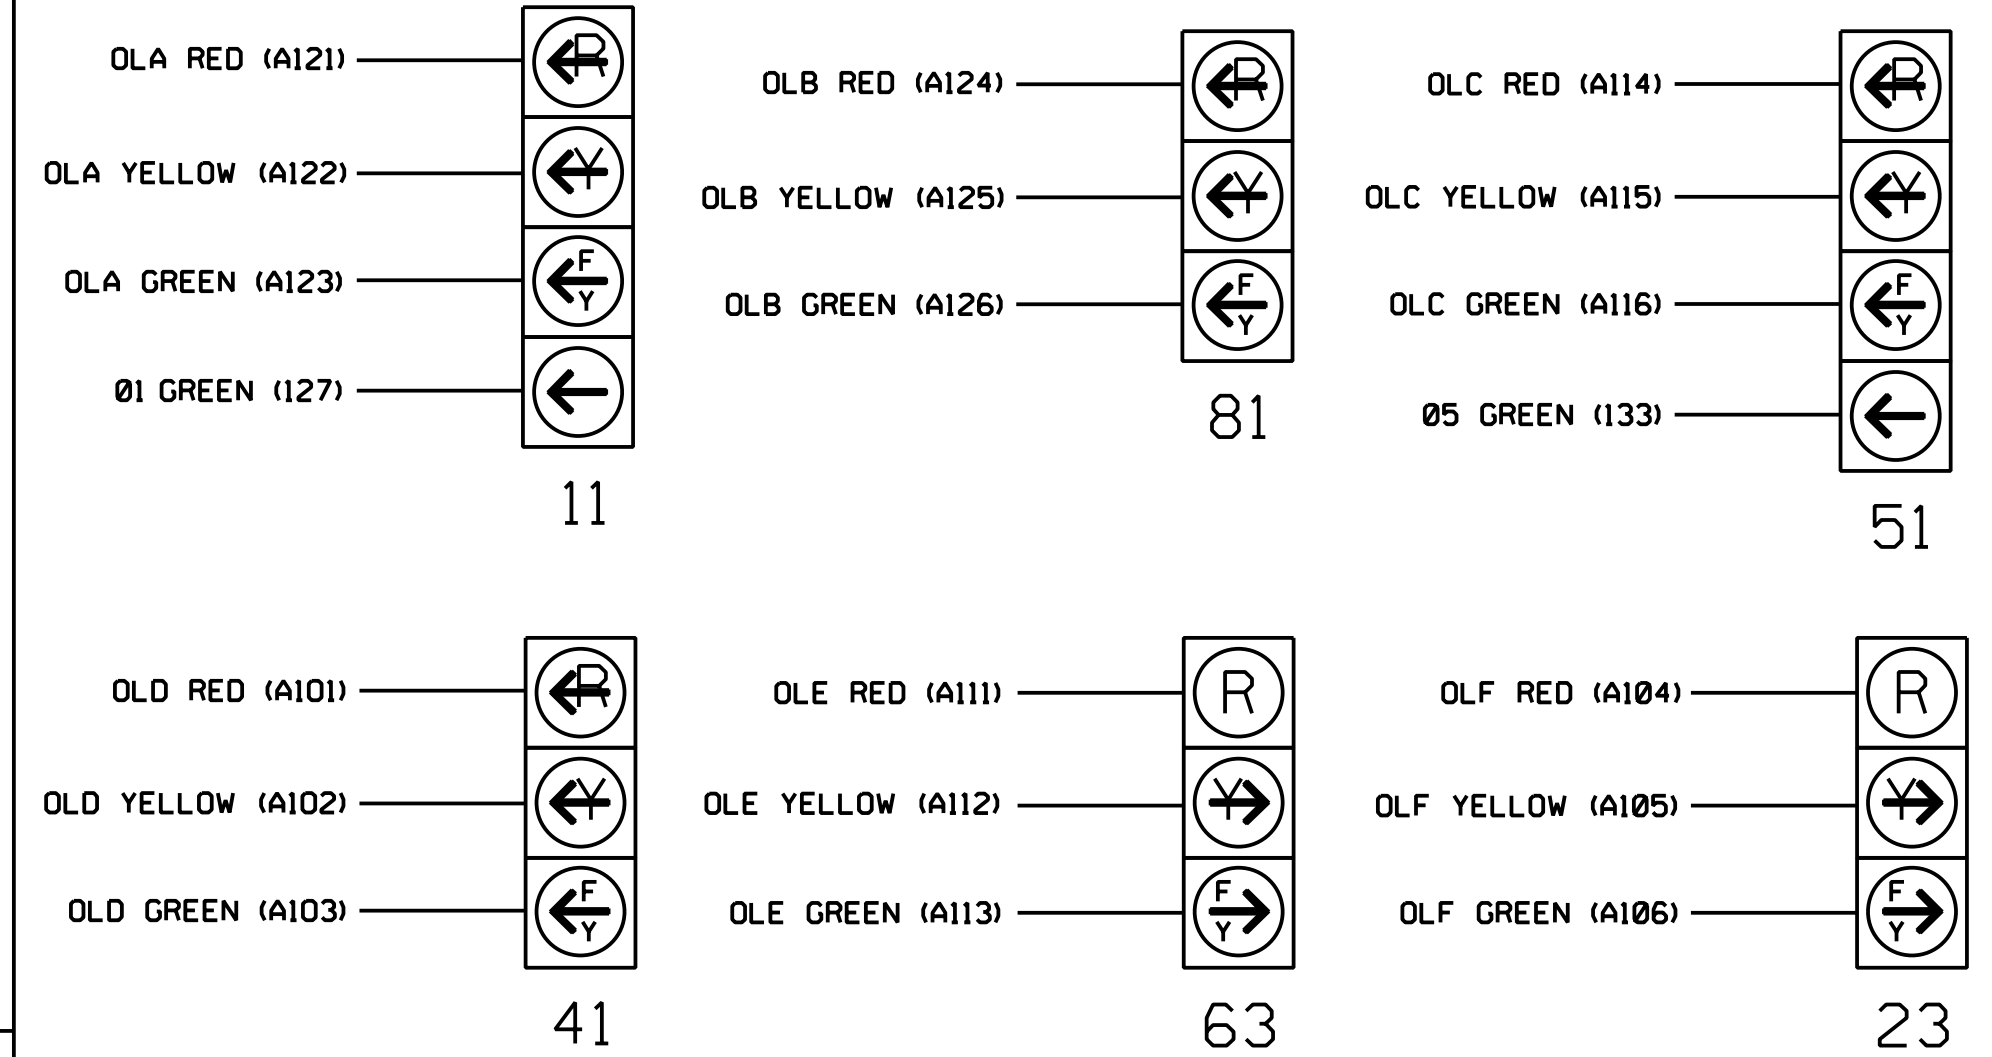 OLA RED (A121)
R
OLA YELLOW (A122)
Y
OLA GREEN (A123)
F
Y
Ø1 GREEN (127)
11
OLB RED (A124)
R
OLB YELLOW (A125)
Y
OLB GREEN (A126)
F
Y
81
OLC RED (A114)
R
OLC YELLOW (A115)
Y
OLC GREEN (A116)
F
Y
Ø5 GREEN (133)
51
OLD RED (A101)
R
OLD YELLOW (A102)
Y
OLD GREEN (A103)
F
Y
41
OLE RED (A111)
R
OLE YELLOW (A112)
Y
OLE GREEN (A113)
F
Y
63
OLF RED (A104)
R
OLF YELLOW (A105)
Y
OLF GREEN (A106)
F
Y
23